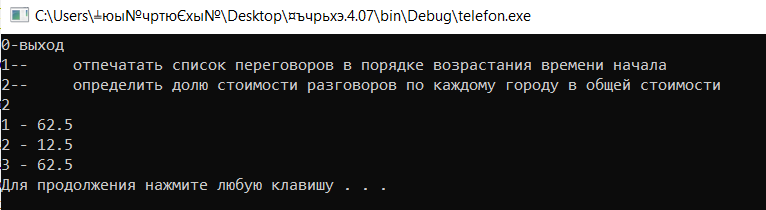 C:\Users\╧юы№чютрЄхы№\Desktop\¤ъчрьхэ.4.07\bin\Debug\telefon.exe
0-выход
1--     отпечатать список переговоров в порядке возрастания времени начала
2--     определить долю стоимости разговоров по каждому городу в общей стоимости
2
1 - 62.5
2 - 12.5
3 - 62.5
Для продолжения нажмите любую клавишу . . .